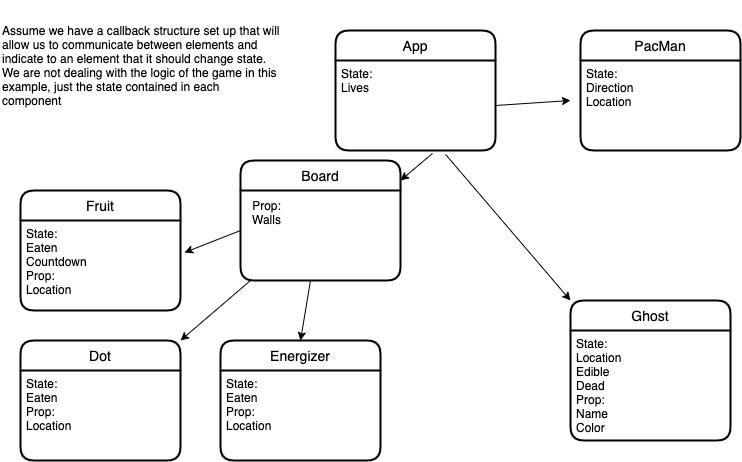 Assume we have a callback structure set up that will
allow us to communicate between elements and
indicate to an element that it should change state.
We are not dealing with the logic of the game in this
example, just the state contained in each
component
App
State:
Lives
PacMan
State:
Direction
Location
Board
Prop:
Walls
Fruit
State:
Eaten
Countdown
Prop:
Location
Dot
State:
Eaten
Prop:
Location
Energizer
State:
Eaten
Prop:
Location
Ghost
State:
Location
Edible
Dead
Prop:
Name
Color